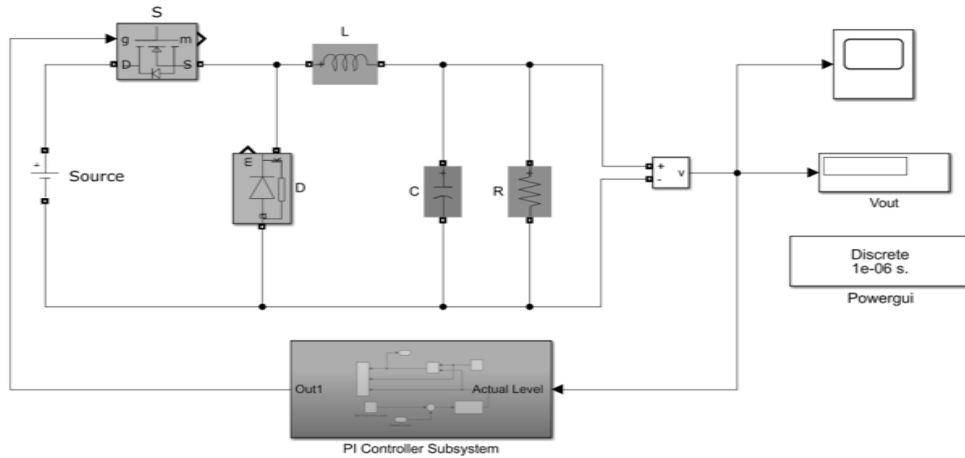 S
g m
D S
L
+
Source
m
D
a
+
C
+
R
+
-
v
Vout
Discrete
1e-06 s.
Powergui
Out1
Actual Level
PI Controller Subsystem